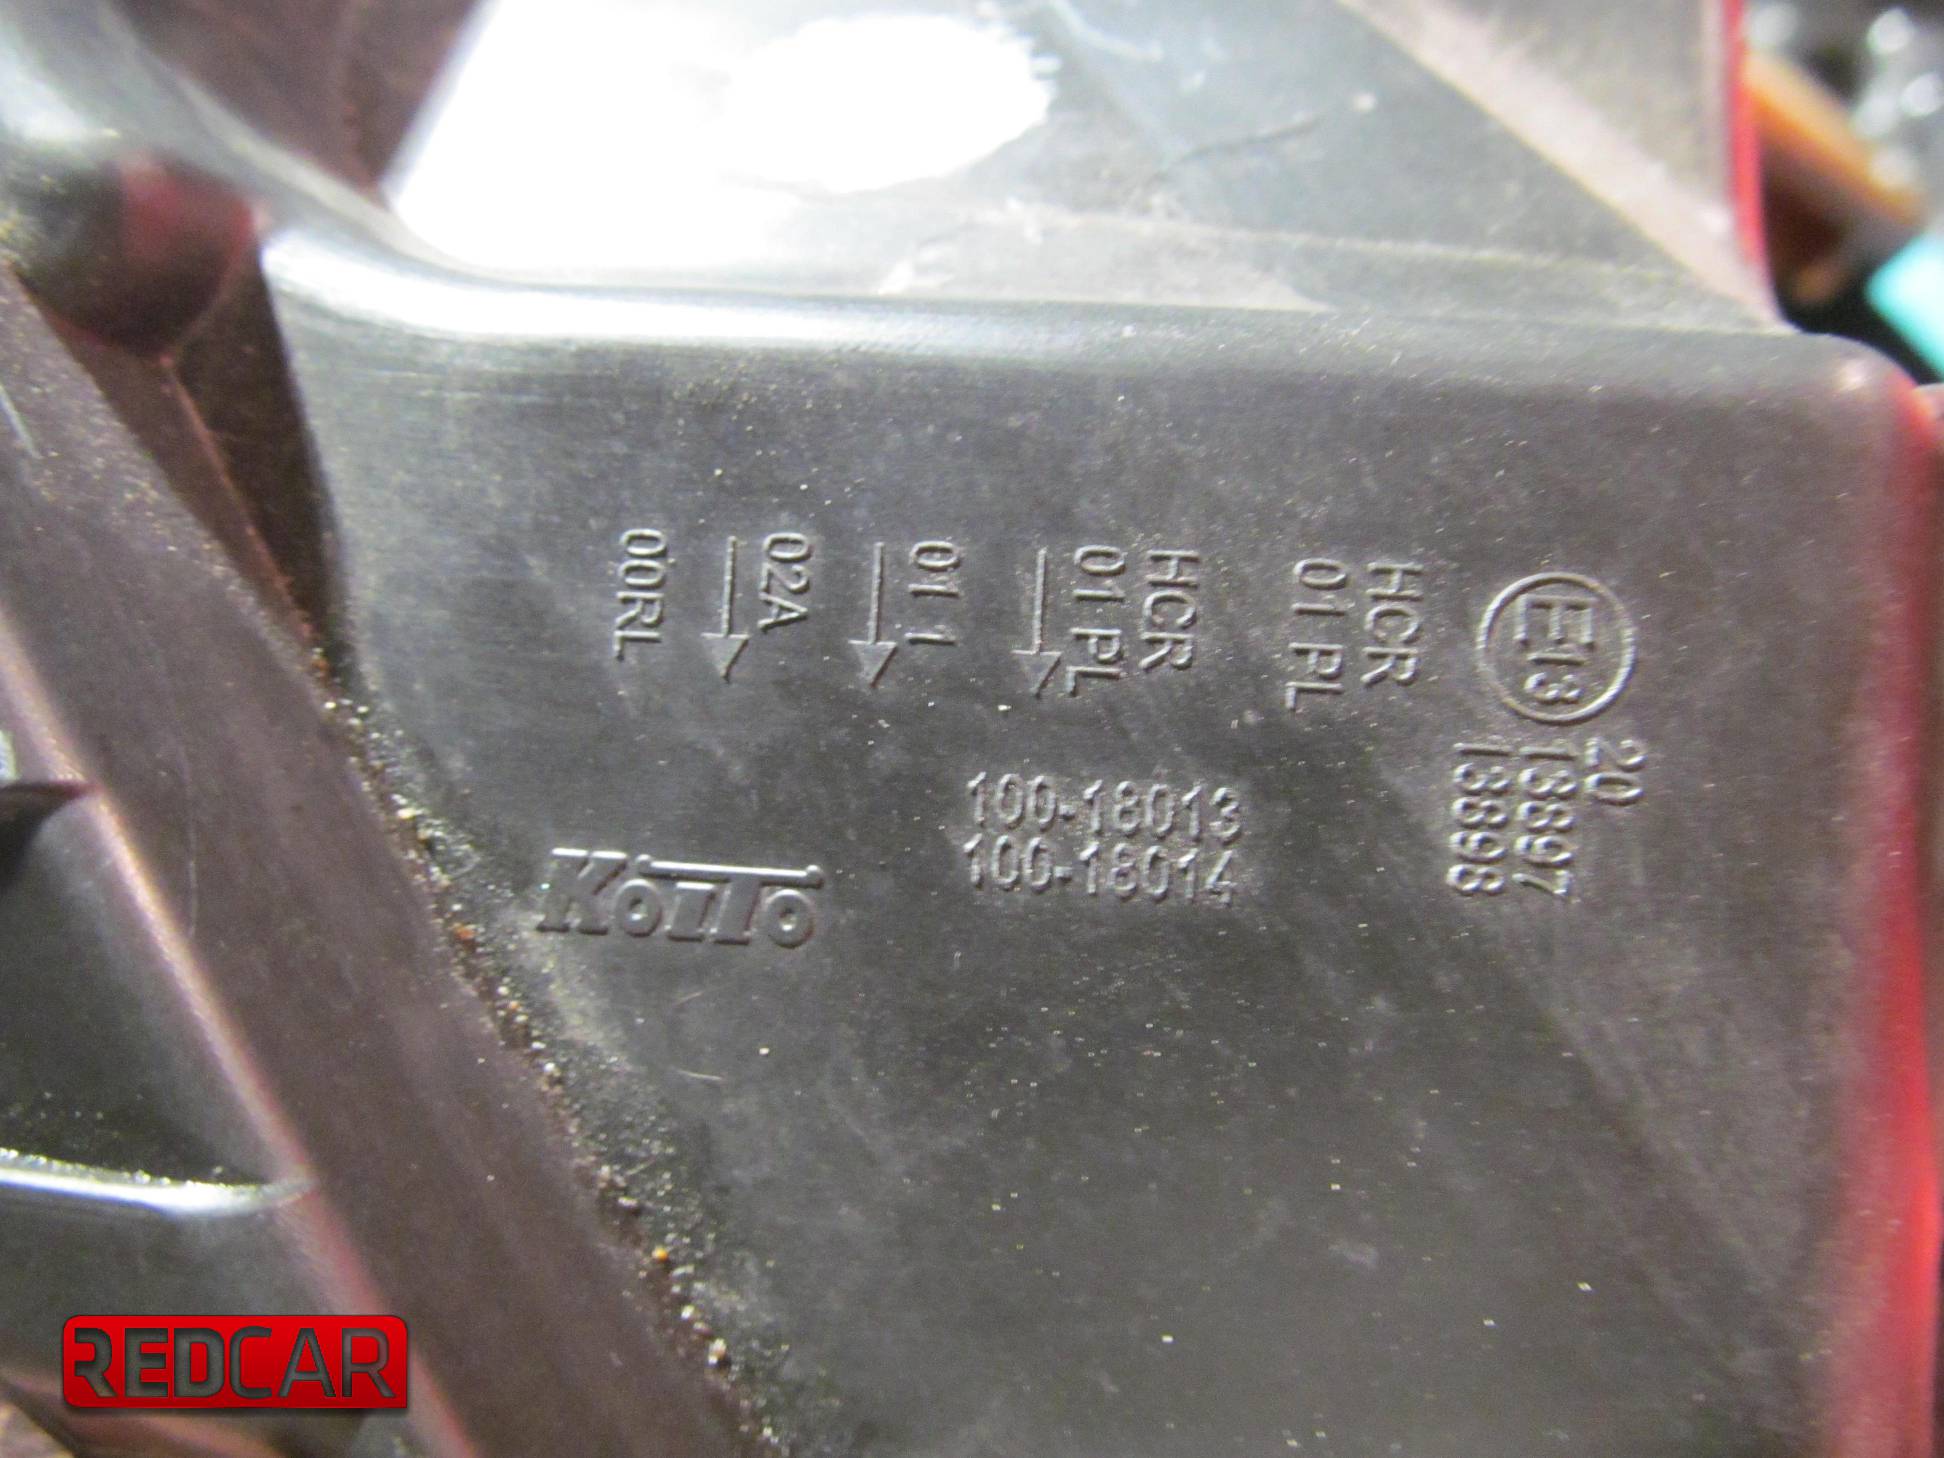 E13
20
13897
13898
HCR
01 PL
HCR
01 PL
01 1
02A
00RL
100-18013
100-18014
KOITO
REDCAR